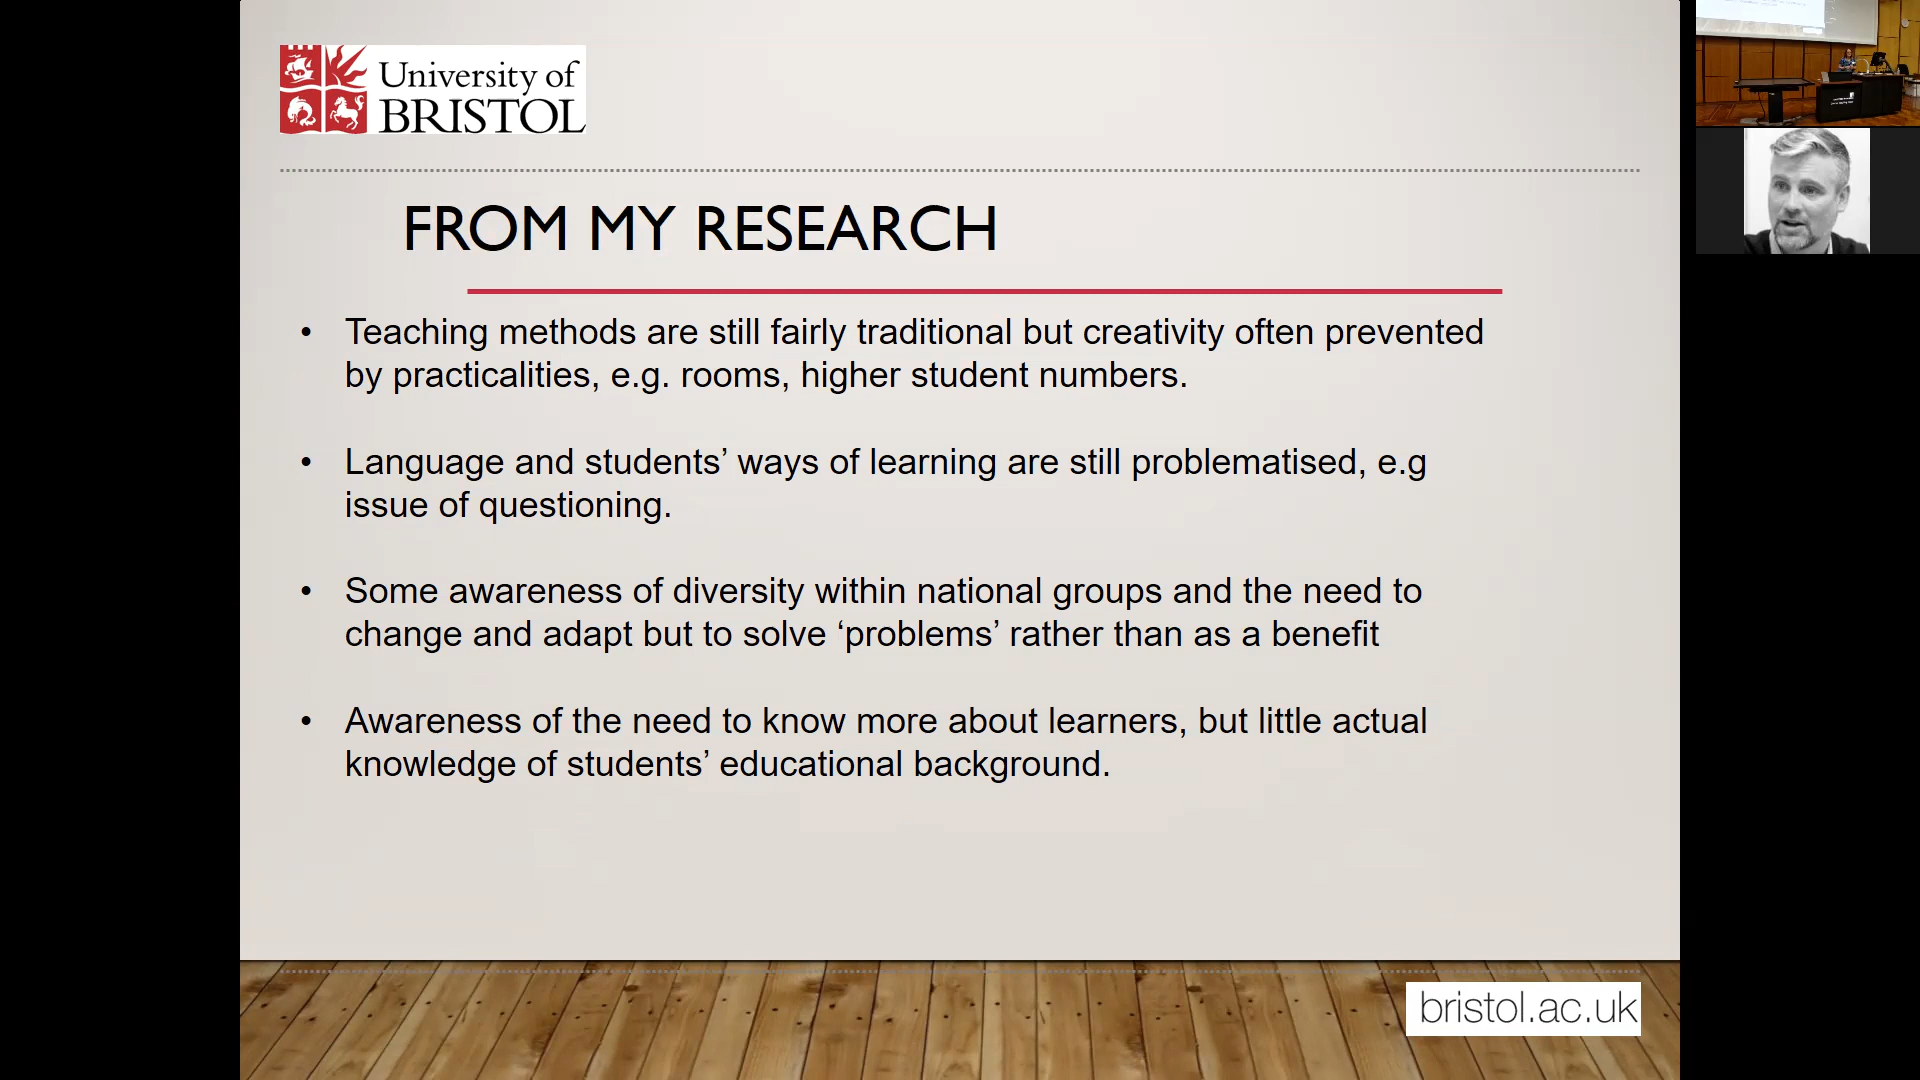 University of
BRISTOL
FROM MY RESEARCH
• Teaching methods are still fairly traditional but creativity often prevented
by practicalities, e.g. rooms, higher student numbers.
• Language and students’ ways of learning are still problematised, e.g
issue of questioning.
• Some awareness of diversity within national groups and the need to
change and adapt but to solve ‘problems’ rather than as a benefit
• Awareness of the need to know more about learners, but little actual
knowledge of students’ educational background.
bristol.ac.uk